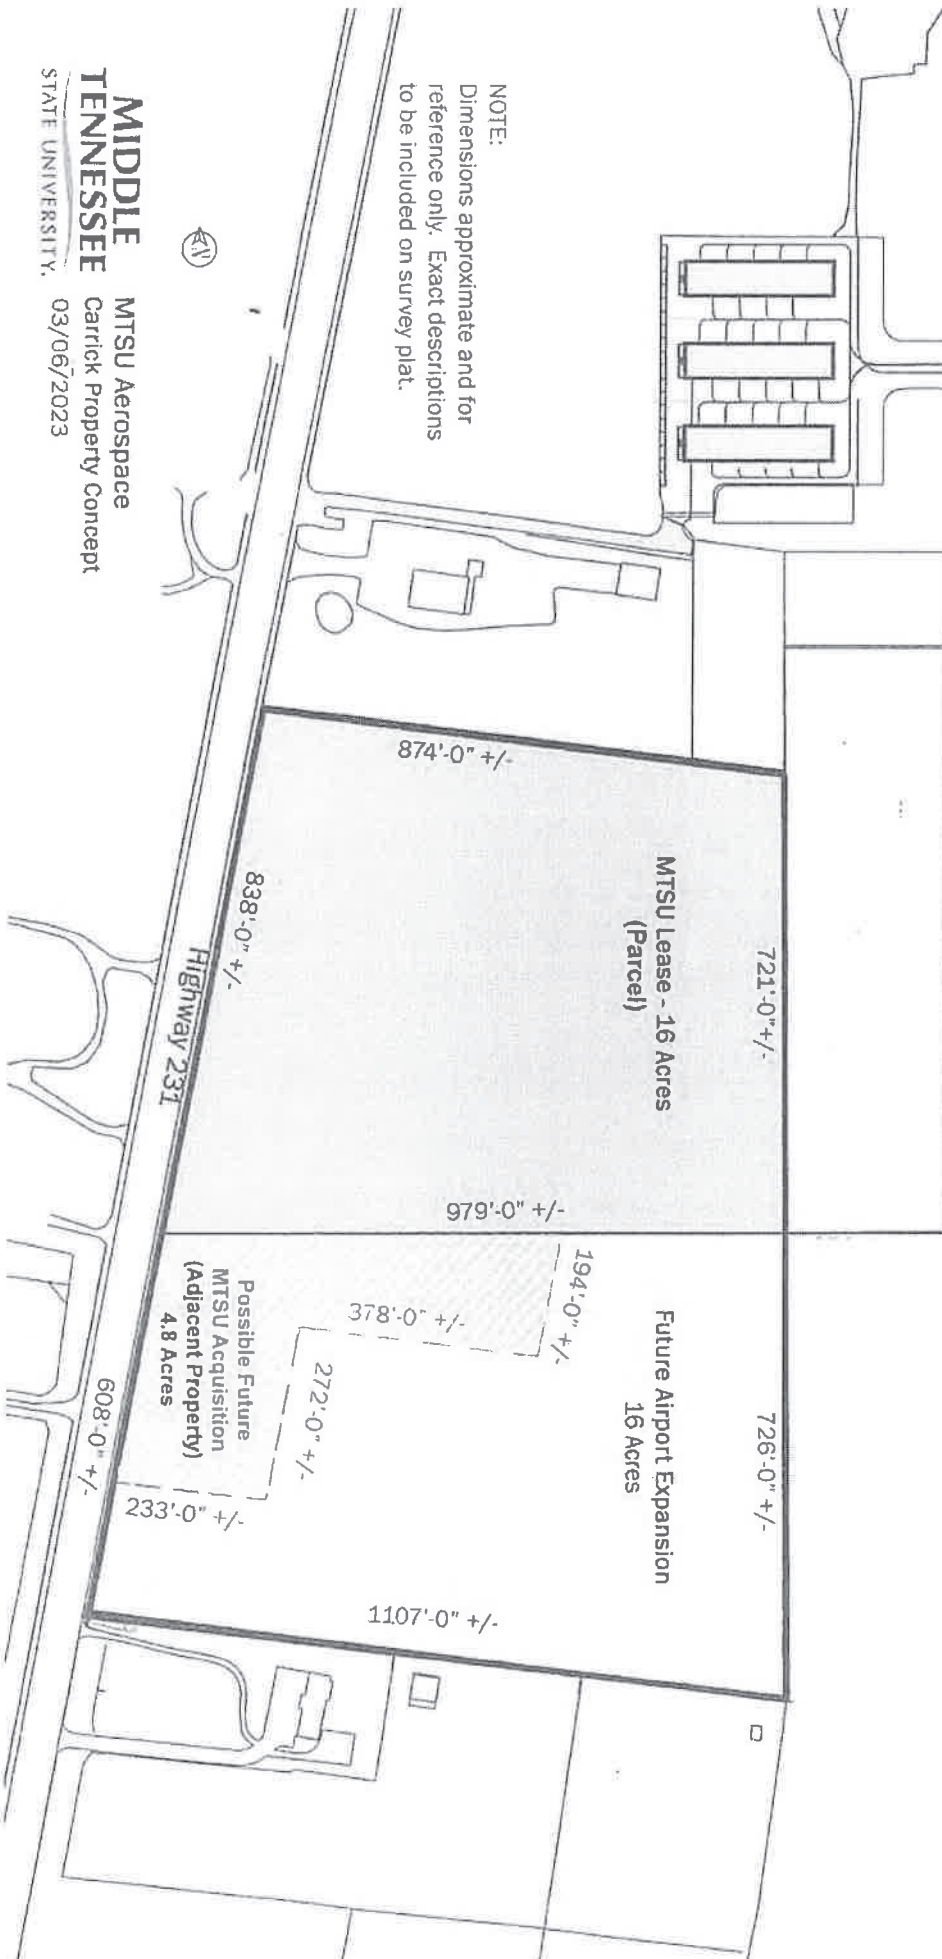 NOTE:
Dimensions approximate and for
reference only. Exact descriptions
to be included on survey plat.
MIDDLE
TENNESSEE
STATE UNIVERSITY.
MTSU Aerospace
Carrick Property Concept
03/06/2023
N
874'-0" +/-
MTSU Lease - 16 Acres
(Parcel)
721'-0"+/-
838'-0" +/-
Highway 231
979'-0" +/-
194'-0" +/-
378'-0" +/-
272'-0" +/-
233'-0" +/-
608'-0" +/-
Possible Future
MTSU Acquisition
(Adjacent Property)
4.8 Acres
Future Airport Expansion
16 Acres
726'-0" +/-
1107'-0" +/-